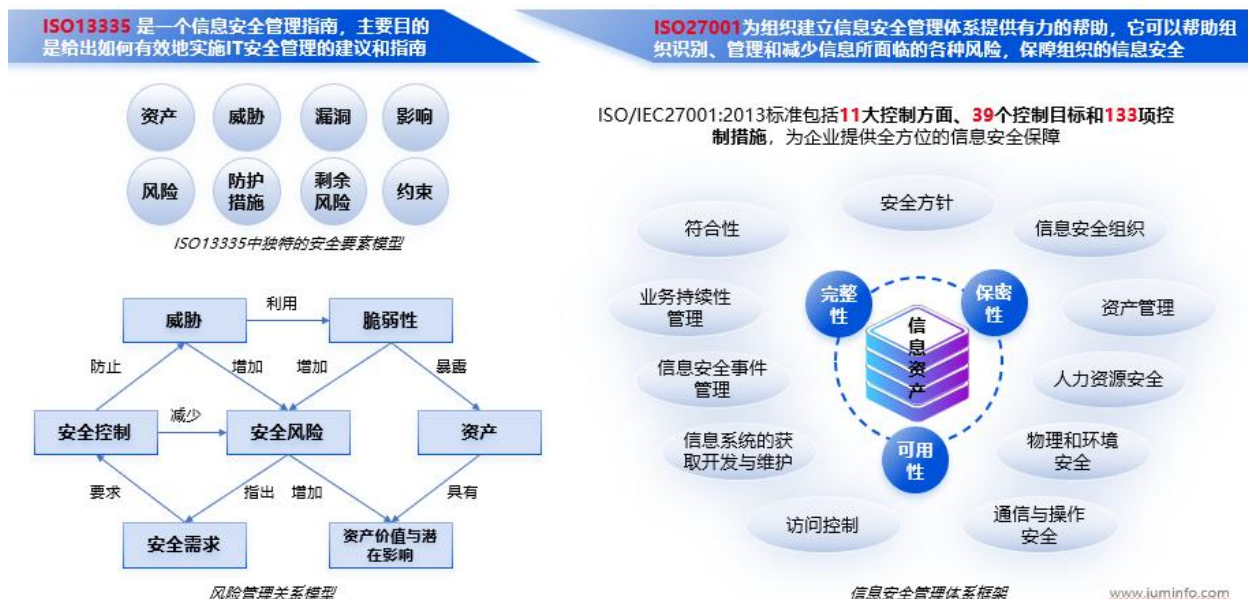 ISO13335 是一个信息安全管理指南，主要目的
是给出如何有效地实施IT安全管理的建议和指南
资产
威胁
漏洞
影响
风险
防护
措施
剩余
风险
约束
ISO13335中独特的安全要素模型
威胁
利用
脆弱性
防止
增加
增加
暴露
安全控制
减少
安全风险
资产
要求
指出
增加
具有
安全需求
资产价值与潜
在影响
风险管理关系模型
ISO27001为组织建立信息安全管理体系提供有力的帮助，它可以帮助组
织识别、管理和减少信息所面临的各种风险，保障组织的信息安全
ISO/IEC27001:2013标准包括11大控制方面、39个控制目标和133项控
制措施，为企业提供全方位的信息安全保障
安全方针
符合性
信息安全组织
业务持续性
管理
完整
性
保密
性
资产管理
信息资产
信息安全事件
管理
人力资源安全
信息系统的获
取开发与维护
可用
性
物理和环境
安全
访问控制
通信与操作
安全
信息安全管理体系框架
www.juminfo.com